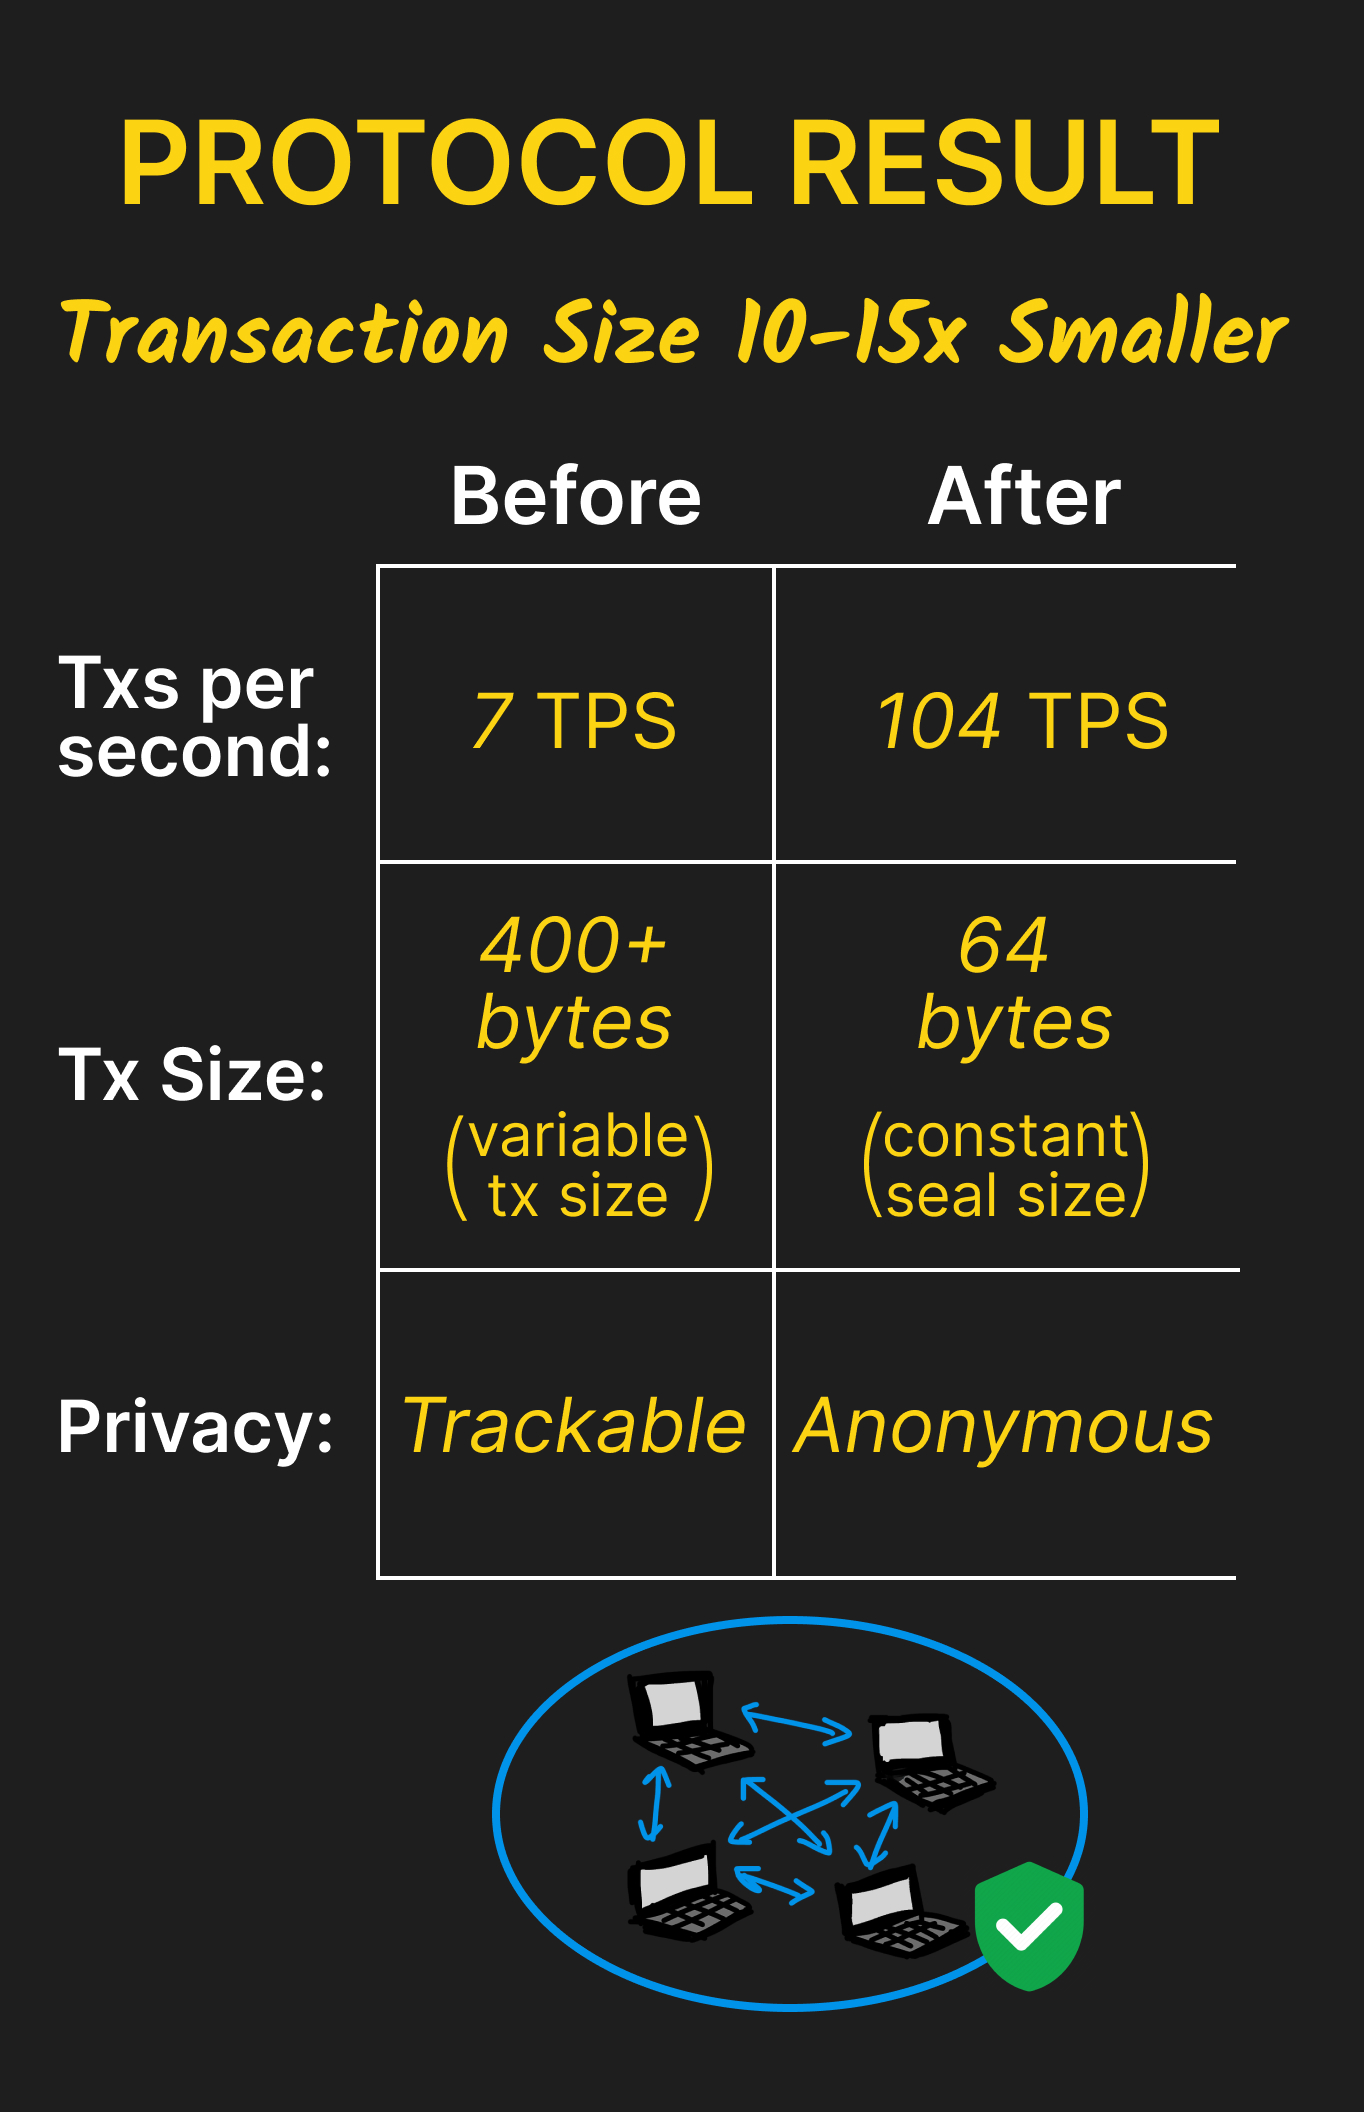 PROTOCOL RESULT
Transaction Size 10-15x Smaller
Before After
Txs per
second:
7 TPS
104 TPS
Tx Size:
400+
bytes
(variable
tx size)
64
bytes
(constant
seal size)
Privacy:
Trackable
Anonymous